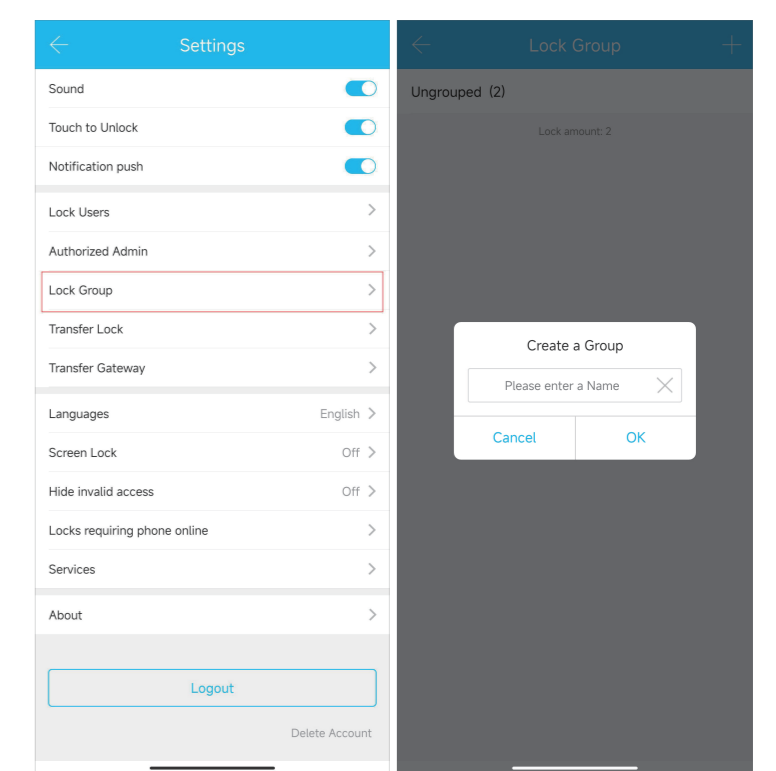 Settings
Sound
Touch to Unlock
Notification push
Lock Users
Authorized Admin
Lock Group
Transfer Lock
Transfer Gateway
Languages English
Screen Lock Off
Hide invalid access Off
Locks requiring phone online
Services
About
Logout
Delete Account
Lock Group
Ungrouped (2)
Lock amount: 2
Create a Group
Please enter a Name
Cancel OK